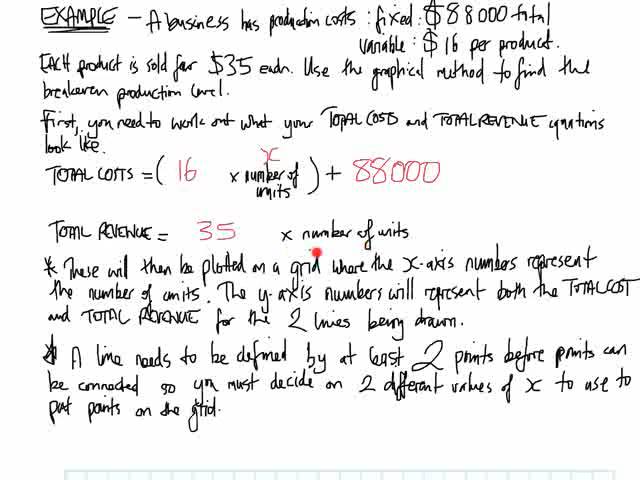 EXAMPLE - A business has production costs : fixed : $88000 total
variable : $16 per product.
Each product is sold for $35 each. Use the graphical method to find the
breakeven production level.
First, you need to work out what your TOTAL COSTS and TOTAL REVENUE equations
look like.
x
TOTAL COSTS = ( 16 x number of units ) + 88000
TOTAL REVENUE = 35 x number of units
* These will then be plotted on a grid where the x-axis numbers represent
the number of units. The y-axis numbers will represent both the TOTAL COST
and TOTAL REVENUE for the 2 lines being drawn.
* A line needs to be defined by at least 2 points before points can
be connected so you must decide on 2 different values of x to use to
put points on the grid.